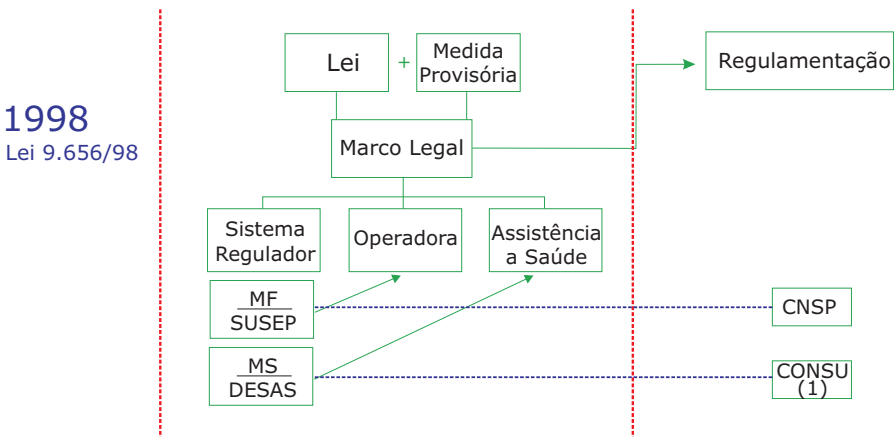 1998
Lei 9.656/98
Lei
+
Medida
Provisória
Regulamentação
Marco Legal
Sistema
Regulador
Operadora
Assistência
a Saúde
MF
SUSEP
CNSP
MS
DESAS
CONSU
(1)